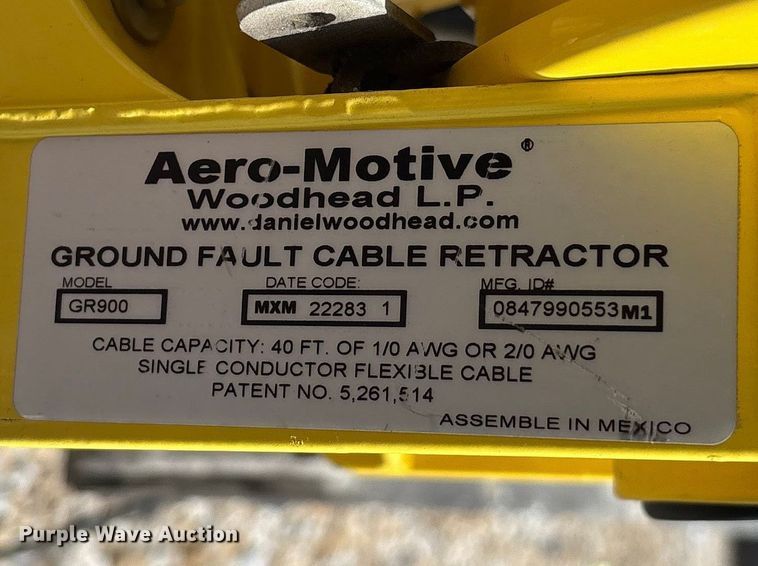 Aero-Motive®
Woodhead L.P.
www.danielwoodhead.com
GROUND FAULT CABLE RETRACTOR
MODEL DATE CODE: MFG. ID#
GR900 MXM 22283 1 0847990553M1
CABLE CAPACITY: 40 FT. OF 1/0 AWG OR 2/0 AWG
SINGLE CONDUCTOR FLEXIBLE CABLE
PATENT NO. 5,261,514
ASSEMBLE IN MEXICO
Purple Wave Auction